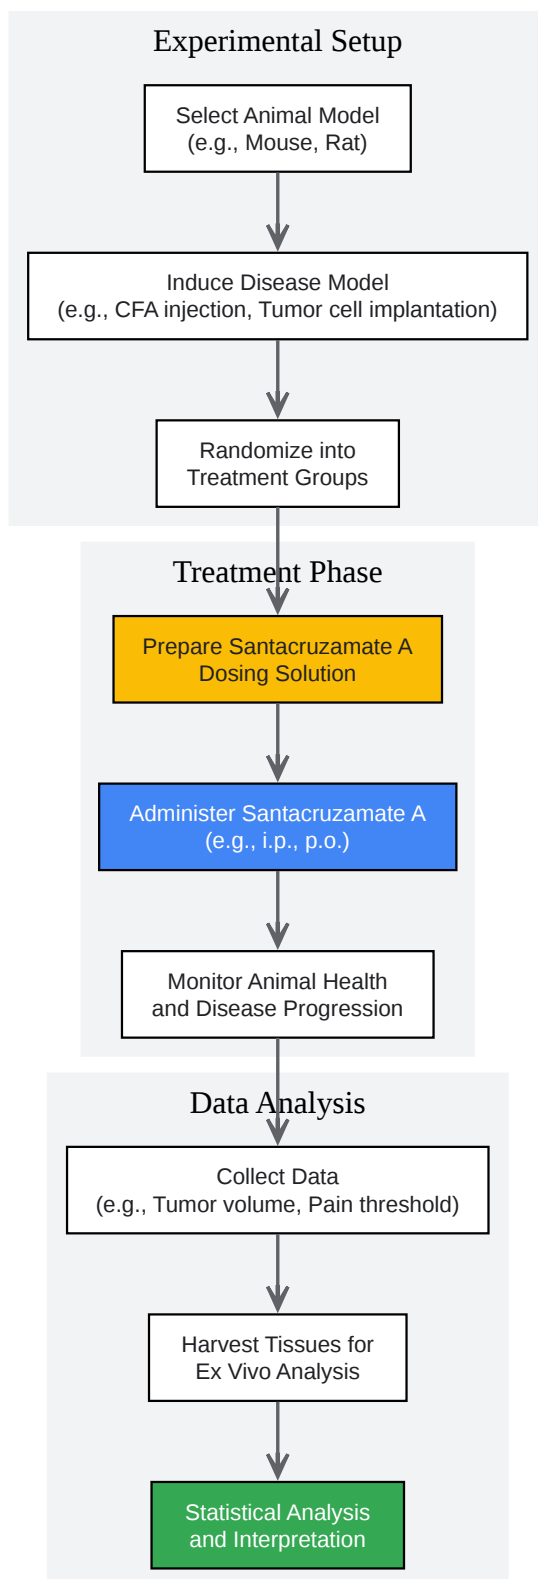 Experimental Setup
Select Animal Model
(e.g., Mouse, Rat)
Induce Disease Model
(e.g., CFA injection, Tumor cell implantation)
Randomize into
Treatment Groups
Treatment Phase
Prepare Santacruzamate A
Dosing Solution
Administer Santacruzamate A
(e.g., i.p., p.o.)
Monitor Animal Health
and Disease Progression
Data Analysis
Collect Data
(e.g., Tumor volume, Pain threshold)
Harvest Tissues for
Ex Vivo Analysis
Statistical Analysis
and Interpretation